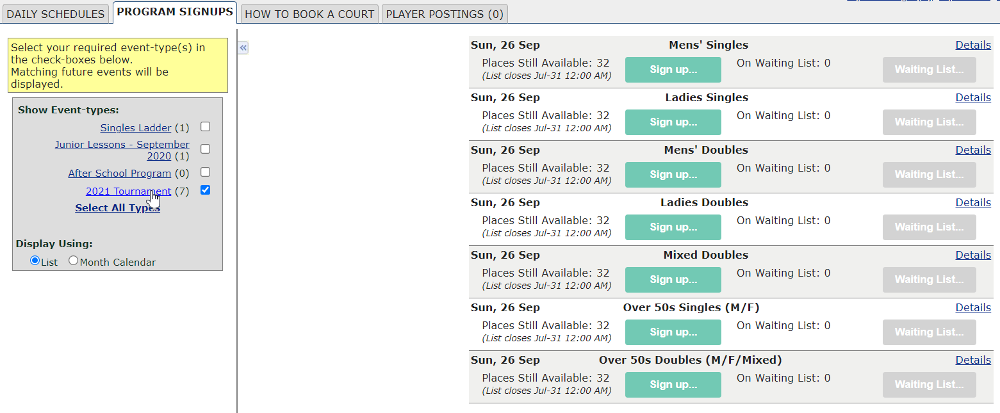 DAILY SCHEDULES
PROGRAM SIGNUPS
HOW TO BOOK A COURT
PLAYER POSTINGS (0)
Select your required event-type(s) in
the check-boxes below.
Matching future events will be
displayed.
Show Event-types:
Singles Ladder (1)
Junior Lessons - September
2020 (1)
After School Program (0)
2021 Tournament (7)
Select All Types
Display Using:
List Month Calendar
«
Sun, 26 Sep Mens' Singles Details
Places Still Available: 32 Sign up... On Waiting List: 0 Waiting List...
(List closes Jul-31 12:00 AM)
Sun, 26 Sep Ladies Singles Details
Places Still Available: 32 Sign up... On Waiting List: 0 Waiting List...
(List closes Jul-31 12:00 AM)
Sun, 26 Sep Mens' Doubles Details
Places Still Available: 32 Sign up... On Waiting List: 0 Waiting List...
(List closes Jul-31 12:00 AM)
Sun, 26 Sep Ladies Doubles Details
Places Still Available: 32 Sign up... On Waiting List: 0 Waiting List...
(List closes Jul-31 12:00 AM)
Sun, 26 Sep Mixed Doubles Details
Places Still Available: 32 Sign up... On Waiting List: 0 Waiting List...
(List closes Jul-31 12:00 AM)
Sun, 26 Sep Over 50s Singles (M/F) Details
Places Still Available: 32 Sign up... On Waiting List: 0 Waiting List...
(List closes Jul-31 12:00 AM)
Sun, 26 Sep Over 50s Doubles (M/F/Mixed) Details
Places Still Available: 32 Sign up... On Waiting List: 0 Waiting List...
(List closes Jul-31 12:00 AM)